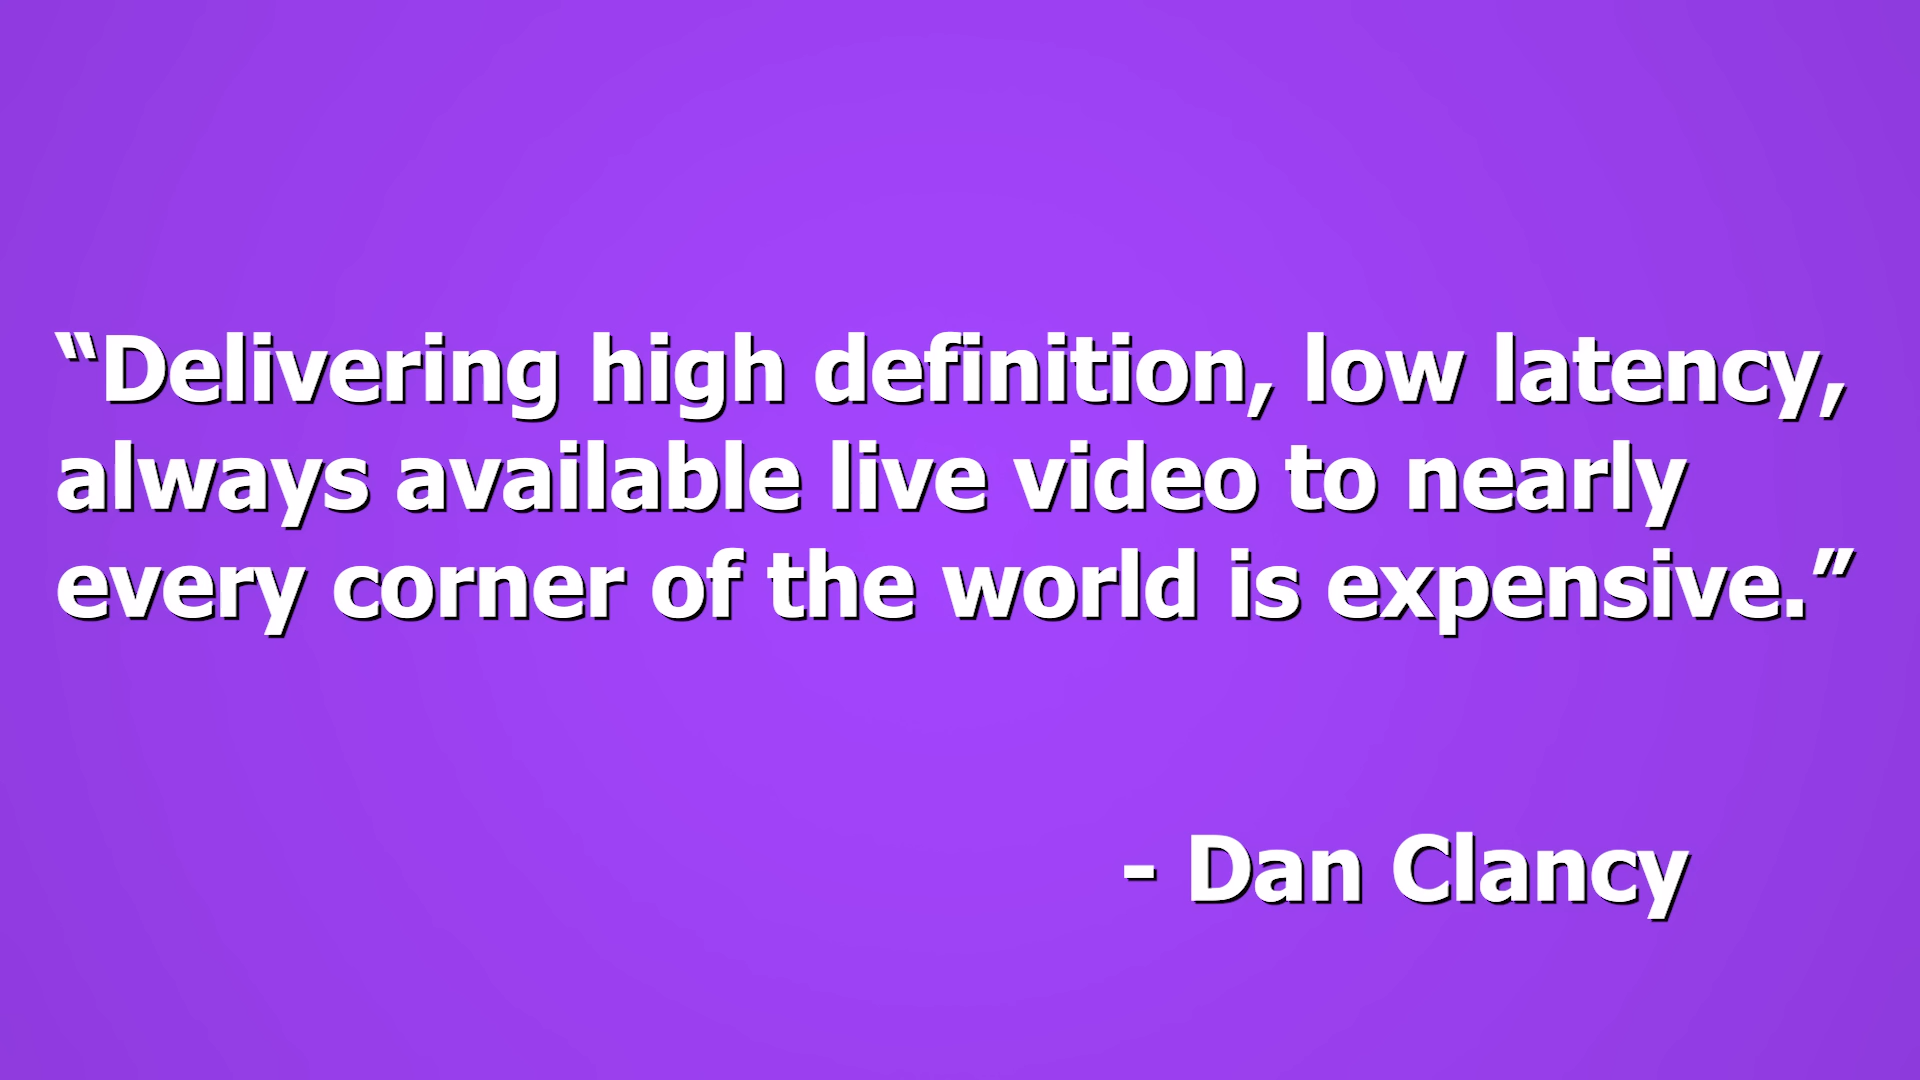 “Delivering high definition, low latency,
always available live video to nearly
every corner of the world is expensive.”
- Dan Clancy